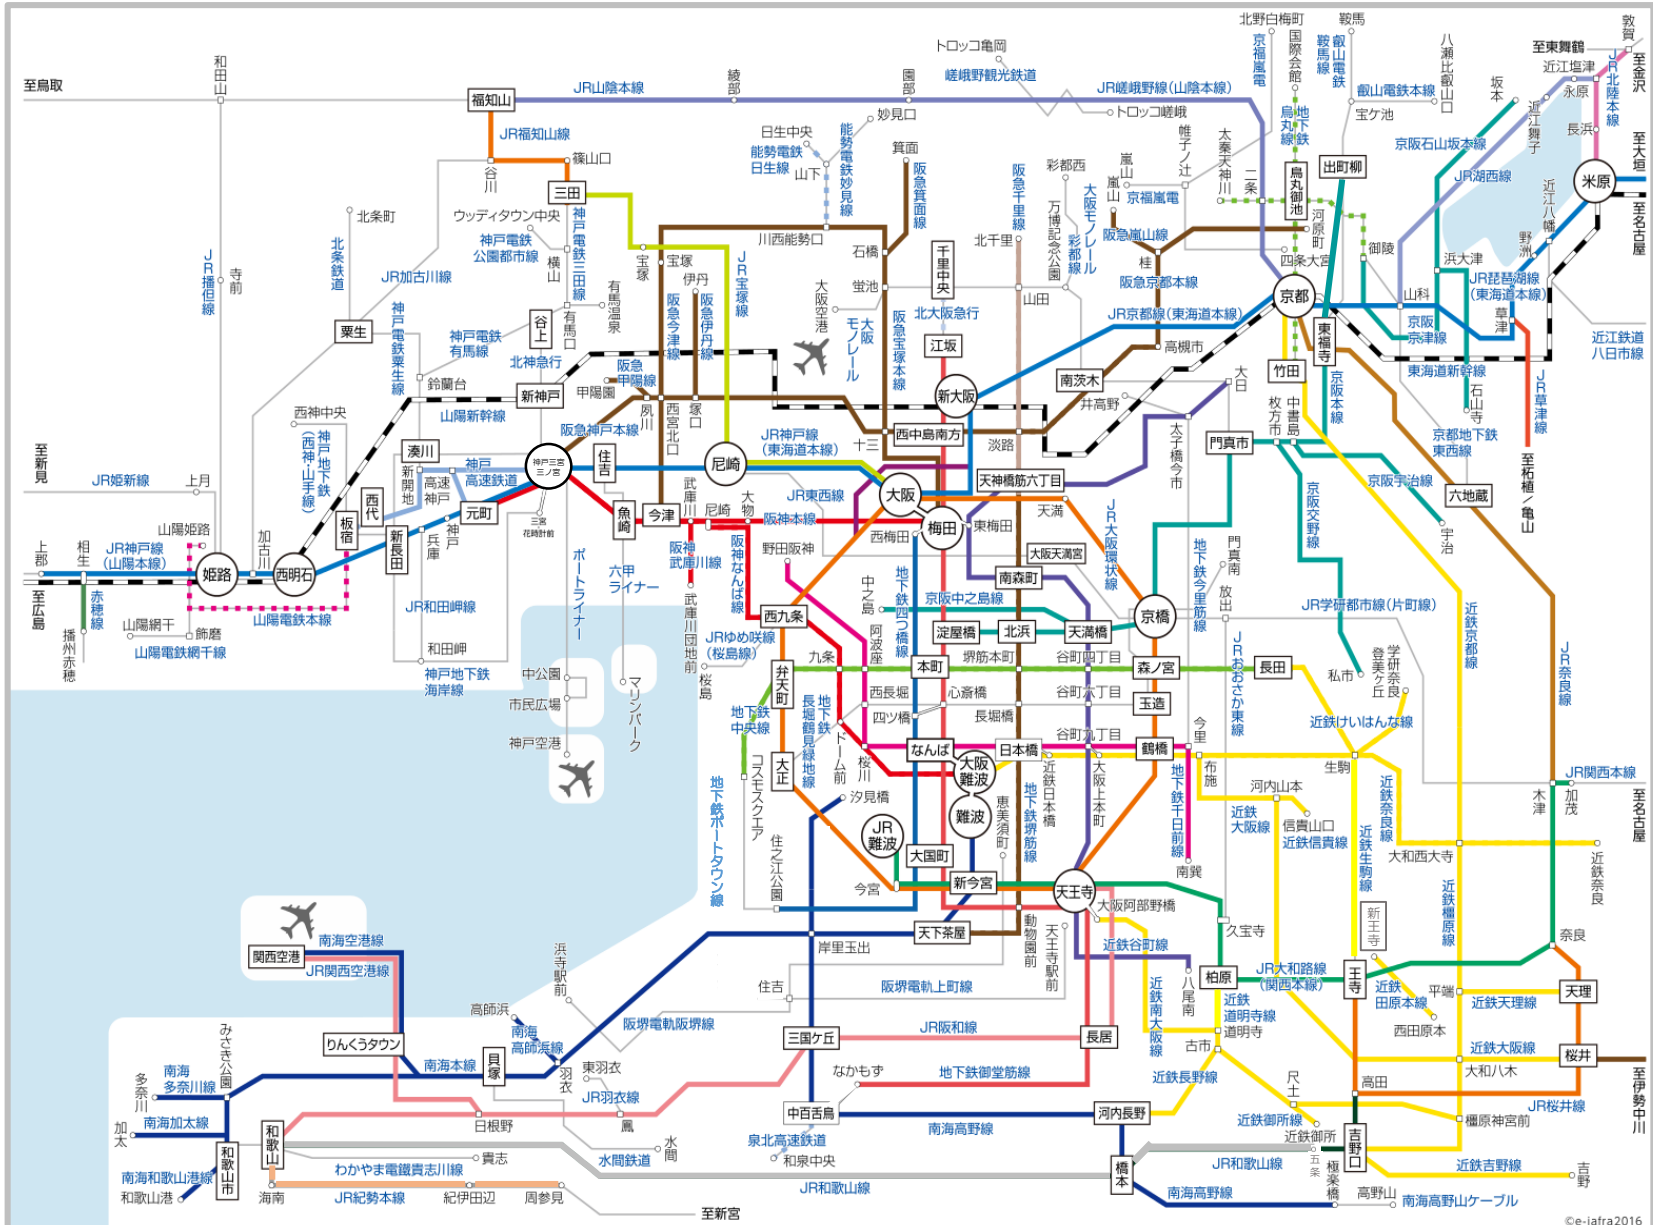 北野白梅町
鞍馬
敦賀
国際会館
京福嵐電
叡山電鉄
鞍馬線
八瀬比叡山口
至東舞鶴
トロッコ亀岡
嵯峨野観光鉄道
和田山
綾部
園部
近江塩津
JR北陸本線
至金沢
至鳥取
福知山
JR山陰本線
JR嵯峨野線(山陰本線)
叡山電鉄本線
坂本
永原
妙見口
トロッコ嵯峨
地下鉄
烏丸線
宝ケ池
近江舞子
長浜
JR福知山線
日生中央
能勢電鉄
日生線
能勢電鉄妙見線
山下
箕面
阪急箕面線
帷子ノ辻
太秦天神川
二条
出町柳
京阪石山坂本線
至大垣
篠山口
谷川
三田
阪急千里線
彩都西
大阪モノレール
彩都線
嵐山
嵐山
京福嵐電
烏丸御池
JR湖西線
米原
北条町
ウッディタウン中央
神戸電鉄
公園都市線
神戸電鉄三田線
万博記念公園
河原町
近江八幡
至名古屋
北条鉄道
JR播但線
寺前
JR加古川線
横山
宝塚
宝塚
川西能勢口
石橋
千里中央
北千里
阪急嵐山線
桂
四条大宮
御陵
浜大津
野洲
JR宝塚線
伊丹
阪急今津線
阪急伊丹線
大阪空港
蛍池
山田
阪急京都本線
京都
山科
JR琵琶湖線
(東海道本線)
有馬温泉
有馬口
谷上
大阪
モノレール
阪急宝塚本線
北大阪急行
江坂
JR京都線(東海道本線)
東福寺
京阪
京津線
草津
近江鉄道
八日市線
粟生
神戸電鉄粟生線
神戸電鉄
有馬線
北神急行
高槻市
竹田
京阪本線
東海道新幹線
鈴蘭台
新神戸
阪急
甲陽線
甲陽園
夙川
西宮北口
塚口
新大阪
南茨木
井高野
大日
枚方市
中書島
石山寺
JR草津線
西神中央
山陽新幹線
阪急神戸本線
JR神戸線
(東海道本線)
十三
西中島南方
淡路
太子橋今市
門真市
京都地下鉄
東西線
至柘植/亀山
至新見
神戸地下鉄
(西神・山手線)
湊川
新開地
神戸
高速鉄道
高速
神戸
神戸三宮
三ノ宮
住吉
尼崎
天神橋筋六丁目
京阪宇治線
六地蔵
JR姫新線
上月
西代
板宿
元町
魚崎
今津
武庫川
尼崎
大物
JR東西線
大阪
天満
京阪交野線
宇治
山陽姫路
加古川
新長田
兵庫
神戸
三宮
花時計前
阪神本線
西梅田
梅田
東梅田
大阪天満宮
JR大阪環状線
地下鉄今里筋線
門真南
上郡
相生
JR神戸線
(山陽本線)
姫路
西明石
ポートライナー
六甲
ライナー
阪神
武庫川線
阪神なんば線
野田阪神
中之島
地下鉄四つ橋線
南森町
放出
至広島
赤穂線
山陽電鉄本線
JR和田岬線
武庫川団地前
西九条
京阪中之島線
京橋
JR学研都市線(片町線)
播州赤穂
山陽網干
飾磨
山陽電鉄網干線
和田岬
神戸地下鉄
海岸線
JRゆめ咲線
(桜島線)
桜島
淀屋橋
北浜
天満橋
近鉄京都線
JR奈良線
中公園
市民広場
マリンパーク
九条
阿波座
本町
堺筋本町
谷町四丁目
森ノ宮
長田
JRおおさか東線
私市
学研奈良
登美ケ丘
弁天町
地下鉄
中央線
地下鉄
長堀鶴見緑地線
西長堀
心斎橋
四ツ橋
長堀橋
谷町六丁目
玉造
近鉄けいはんな線
神戸空港
ドーム前
桜川
なんば
日本橋
谷町九丁目
鶴橋
今里
布施
生駒
大正
コスモスクエア
大阪
難波
近鉄日本橋
大阪上本町
河内山本
近鉄
大阪線
信貴山口
近鉄信貴線
近鉄奈良線
JR関西本線
木津
加茂
至名古屋
地下鉄ポートタウン線
汐見橋
難波
恵美須町
地下鉄堺筋線
地下鉄千日前線
近鉄生駒線
大和西大寺
近鉄奈良
住之江公園
JR
難波
大国町
南巽
今宮
新今宮
天王寺
大阪阿部野橋
近鉄橿原線
南海空港線
関西空港
JR関西空港線
浜寺駅前
岸里玉出
天下茶屋
動物園前
天王寺駅前
近鉄谷町線
久宝寺
新王寺
奈良
高師浜
住吉
阪堺電軌上町線
八尾南
柏原
JR大和路線
(関西本線)
王寺
近鉄
田原本線
平端
近鉄天理線
天理
みさき公園
りんくうタウン
南海
高師浜線
阪堺電軌阪堺線
三国ケ丘
JR阪和線
長居
近鉄南大阪線
近鉄
道明寺線
道明寺
西田原本
南海本線
貝塚
羽衣
東羽衣
JR羽衣線
なかもず
地下鉄御堂筋線
古市
近鉄長野線
近鉄大阪線
大和八木
桜井
多奈川
南海
多奈川線
高田
尺土
至伊勢中川
加太
南海加太線
和歌山市
和歌山
日根野
鳳
中百舌鳥
南海高野線
河内長野
近鉄御所線
近鉄御所
JR桜井線
橿原神宮前
泉北高速鉄道
和泉中央
水間
水間鉄道
南海和歌山港線
和歌山港
わかやま電鐵貴志川線
貴志
五条
吉野口
JR和歌山線
海南
JR紀勢本線
紀伊田辺
周参見
JR和歌山線
橋本
南海高野線
極楽橋
高野山
南海高野山ケーブル
近鉄吉野線
吉野
至新宮
©e-jafra2016